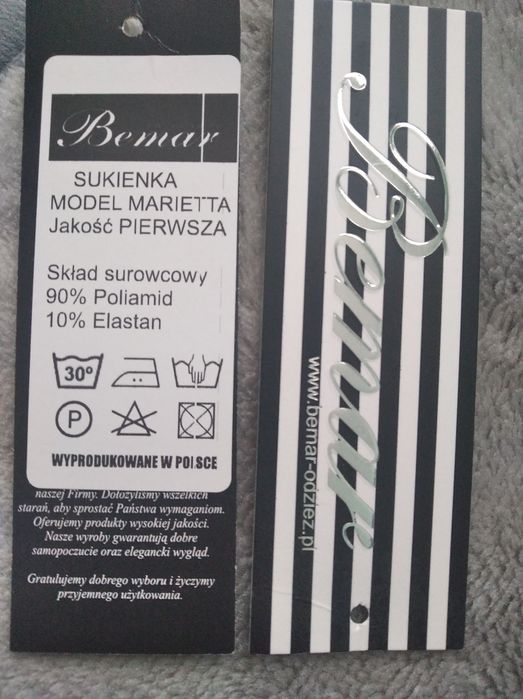 Bemar
SUKIENKA
MODEL MARIETTA
Jakość PIERWSZA
Skład surowcowy
90% Poliamid
10% Elastan
30°
P
WYPRODUKOWANE W POLSCE
naszej Firmy. Dołożyliśmy wszelkich
starań, aby sprostać Państwa wymaganiom.
Oferujemy produkty wysokiej jakości.
Nasze wyroby gwarantują dobre
samopoczucie oraz elegancki wygląd.
Gratulujemy dobrego wyboru i życzymy
przyjemnego użytkowania.
Bemar
www.bemar-odziez.pl